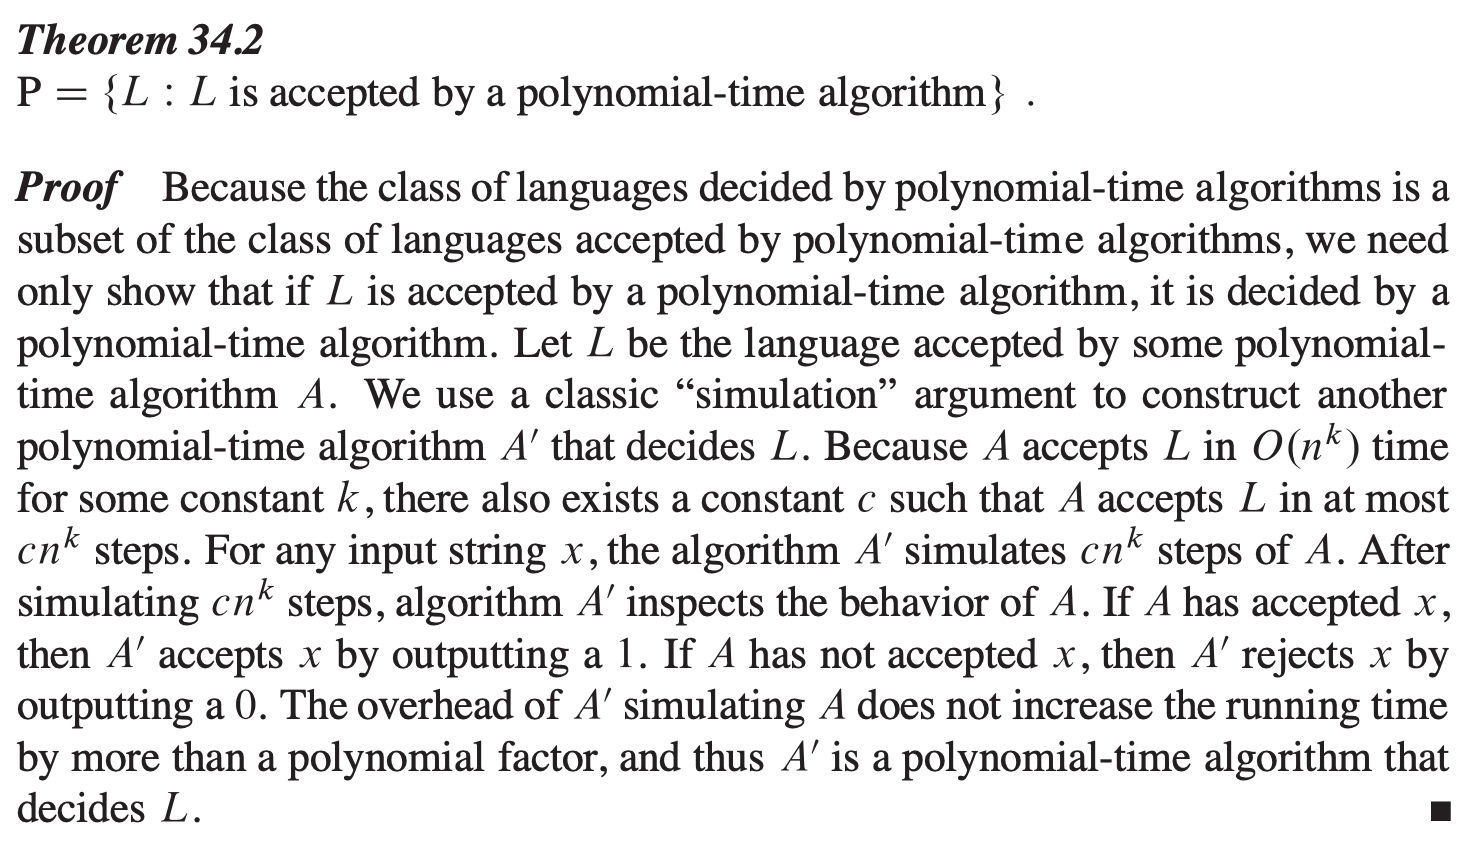 Theorem 34.2
P = {L : L is accepted by a polynomial-time algorithm} .
Proof Because the class of languages decided by polynomial-time algorithms is a
subset of the class of languages accepted by polynomial-time algorithms, we need
only show that if L is accepted by a polynomial-time algorithm, it is decided by a
polynomial-time algorithm. Let L be the language accepted by some polynomial-
time algorithm A. We use a classic “simulation” argument to construct another
polynomial-time algorithm A′ that decides L. Because A accepts L in O(n^k) time
for some constant k, there also exists a constant c such that A accepts L in at most
cn^k steps. For any input string x, the algorithm A′ simulates cn^k steps of A. After
simulating cn^k steps, algorithm A′ inspects the behavior of A. If A has accepted x,
then A′ accepts x by outputting a 1. If A has not accepted x, then A′ rejects x by
outputting a 0. The overhead of A′ simulating A does not increase the running time
by more than a polynomial factor, and thus A′ is a polynomial-time algorithm that
decides L. ■